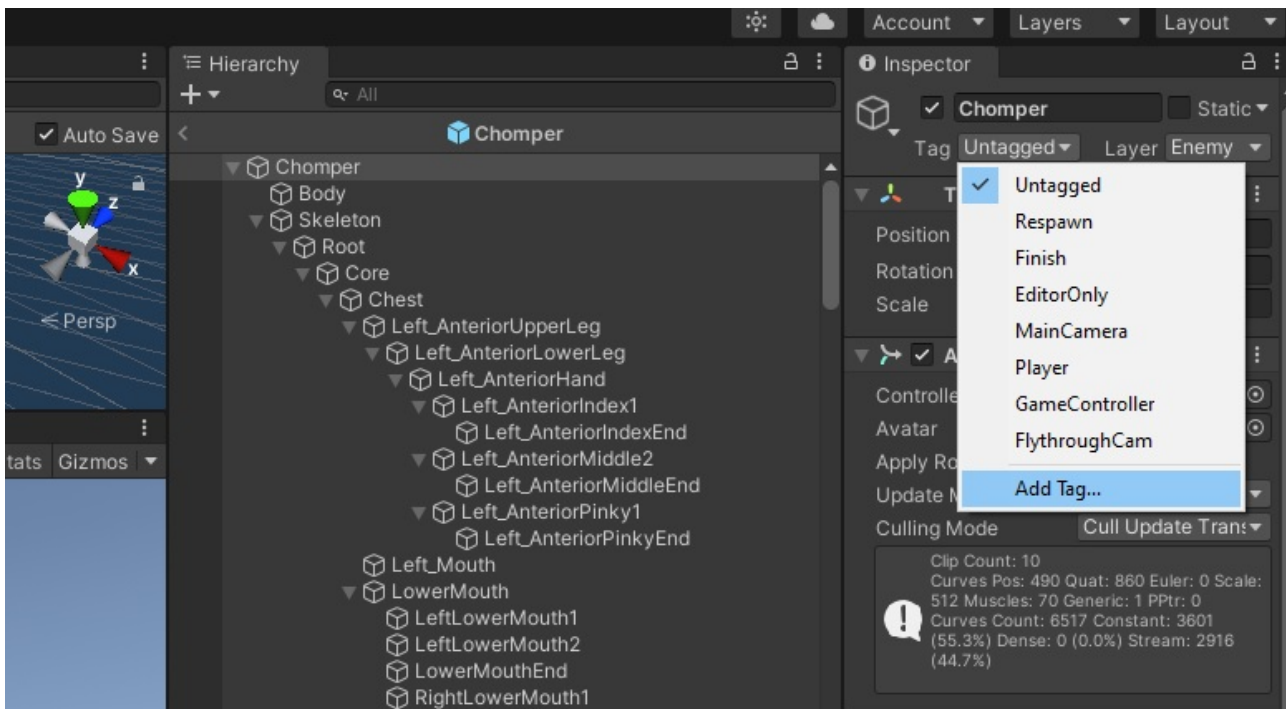 Account Layers Layout
Hierarchy
All
Auto Save
Chomper
Chomper
Body
Skeleton
Root
Core
Chest
Left_AnteriorUpperLeg
Left_AnteriorLowerLeg
Left_AnteriorHand
Left_AnteriorIndex1
Left_AnteriorIndexEnd
Left_AnteriorMiddle2
Left_AnteriorMiddleEnd
Left_AnteriorPinky1
Left_AnteriorPinkyEnd
Left_Mouth
LowerMouth
LeftLowerMouth1
LeftLowerMouth2
LowerMouthEnd
RightLowerMouth1
y
z
x
Persp
tats Gizmos
Inspector
Chomper Static
Tag Untagged Layer Enemy
T
Position
Rotation
Scale
A
Controlle
Avatar
Apply Ro
Update M
Culling Mode Cull Update Trans
Untagged
Respawn
Finish
EditorOnly
MainCamera
Player
GameController
FlythroughCam
Add Tag...
Clip Count: 10
Curves Pos: 490 Quat: 860 Euler: 0 Scale:
512 Muscles: 70 Generic: 1 PPtr: 0
Curves Count: 6517 Constant: 3601
(55.3%) Dense: 0 (0.0%) Stream: 2916
(44.7%)